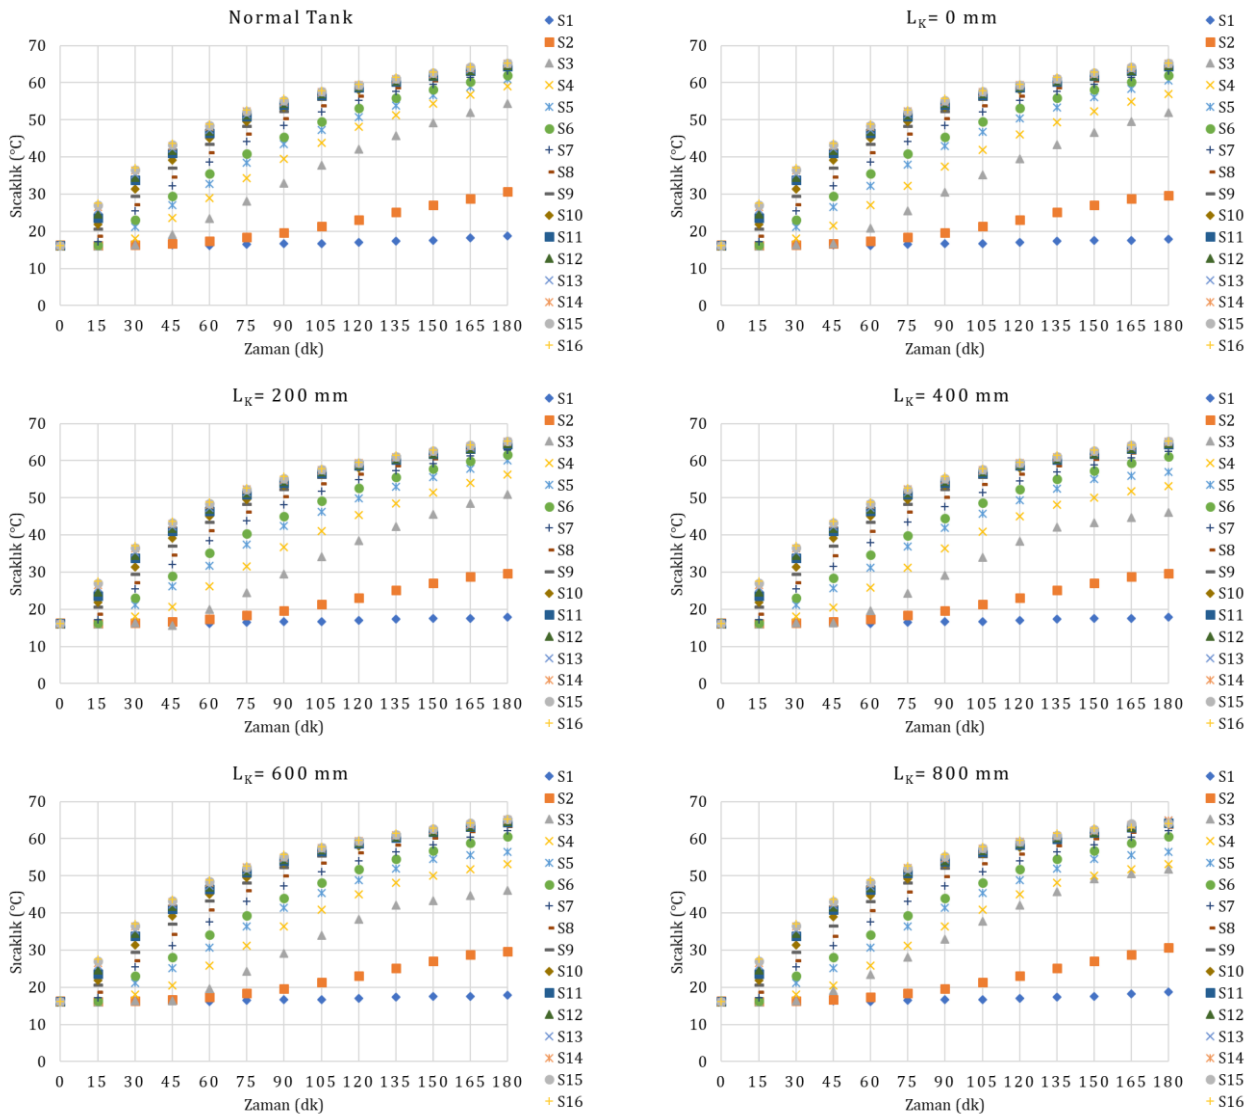 Normal Tank
Sıcaklık (°C)
70
60
50
40
30
20
10
0
0 15 30 45 60 75 90 105 120 135 150 165 180
Zaman (dk)
S1
S2
S3
S4
S5
S6
S7
S8
S9
S10
S11
S12
S13
S14
S15
S16
L_K= 0 mm
Sıcaklık (°C)
70
60
50
40
30
20
10
0
0 15 30 45 60 75 90 105 120 135 150 165 180
Zaman (dk)
S1
S2
S3
S4
S5
S6
S7
S8
S9
S10
S11
S12
S13
S14
S15
S16
L_K= 200 mm
Sıcaklık (°C)
70
60
50
40
30
20
10
0
0 15 30 45 60 75 90 105 120 135 150 165 180
Zaman (dk)
S1
S2
S3
S4
S5
S6
S7
S8
S9
S10
S11
S12
S13
S14
S15
S16
L_K= 400 mm
Sıcaklık (°C)
70
60
50
40
30
20
10
0
0 15 30 45 60 75 90 105 120 135 150 165 180
Zaman (dk)
S1
S2
S3
S4
S5
S6
S7
S8
S9
S10
S11
S12
S13
S14
S15
S16
L_K= 600 mm
Sıcaklık (°C)
70
60
50
40
30
20
10
0
0 15 30 45 60 75 90 105 120 135 150 165 180
Zaman (dk)
S1
S2
S3
S4
S5
S6
S7
S8
S9
S10
S11
S12
S13
S14
S15
S16
L_K= 800 mm
Sıcaklık (°C)
70
60
50
40
30
20
10
0
0 15 30 45 60 75 90 105 120 135 150 165 180
Zaman (dk)
S1
S2
S3
S4
S5
S6
S7
S8
S9
S10
S11
S12
S13
S14
S15
S16